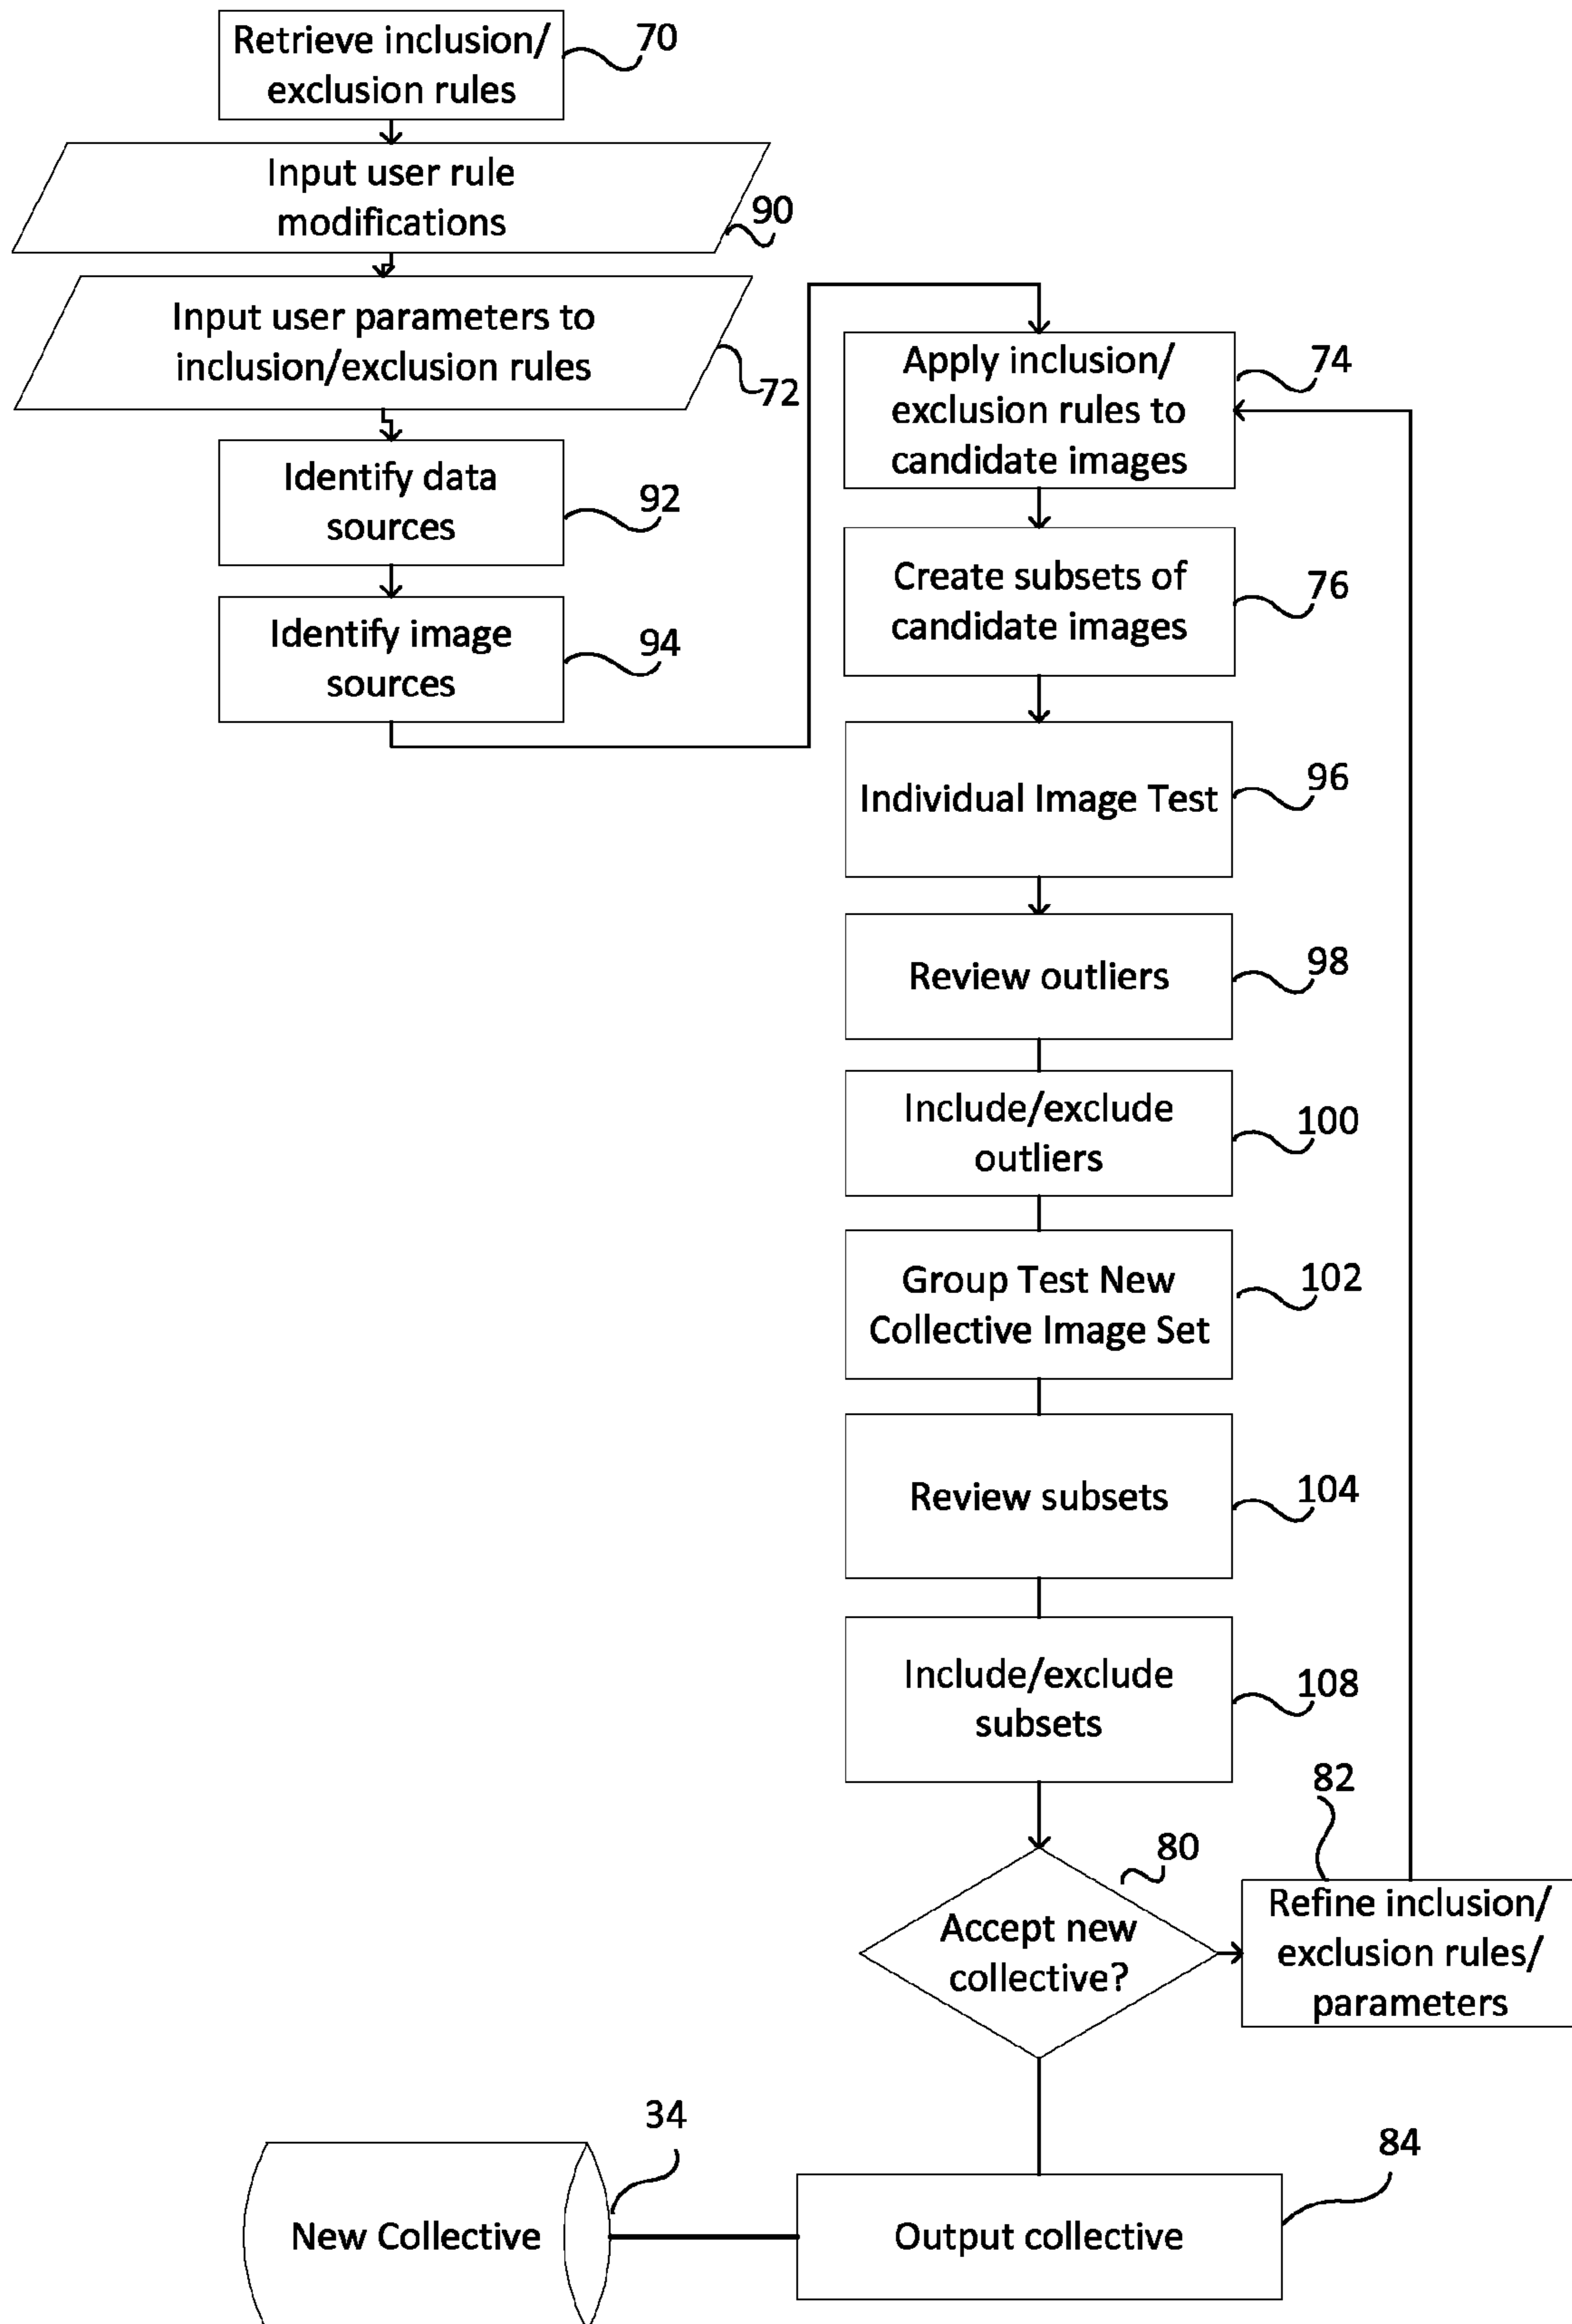 Retrieve inclusion/
exclusion rules
70
Input user rule
modifications
90
Input user parameters to
inclusion/exclusion rules
72
Identify data
sources
92
Identify image
sources
94
Apply inclusion/
exclusion rules to
candidate images
74
Create subsets of
candidate images
76
Individual Image Test
96
Review outliers
98
Include/exclude
outliers
100
Group Test New
Collective Image Set
102
Review subsets
104
Include/exclude
subsets
108
Accept new
collective?
80
82
Refine inclusion/
exclusion rules/
parameters
Output collective
84
New Collective
34